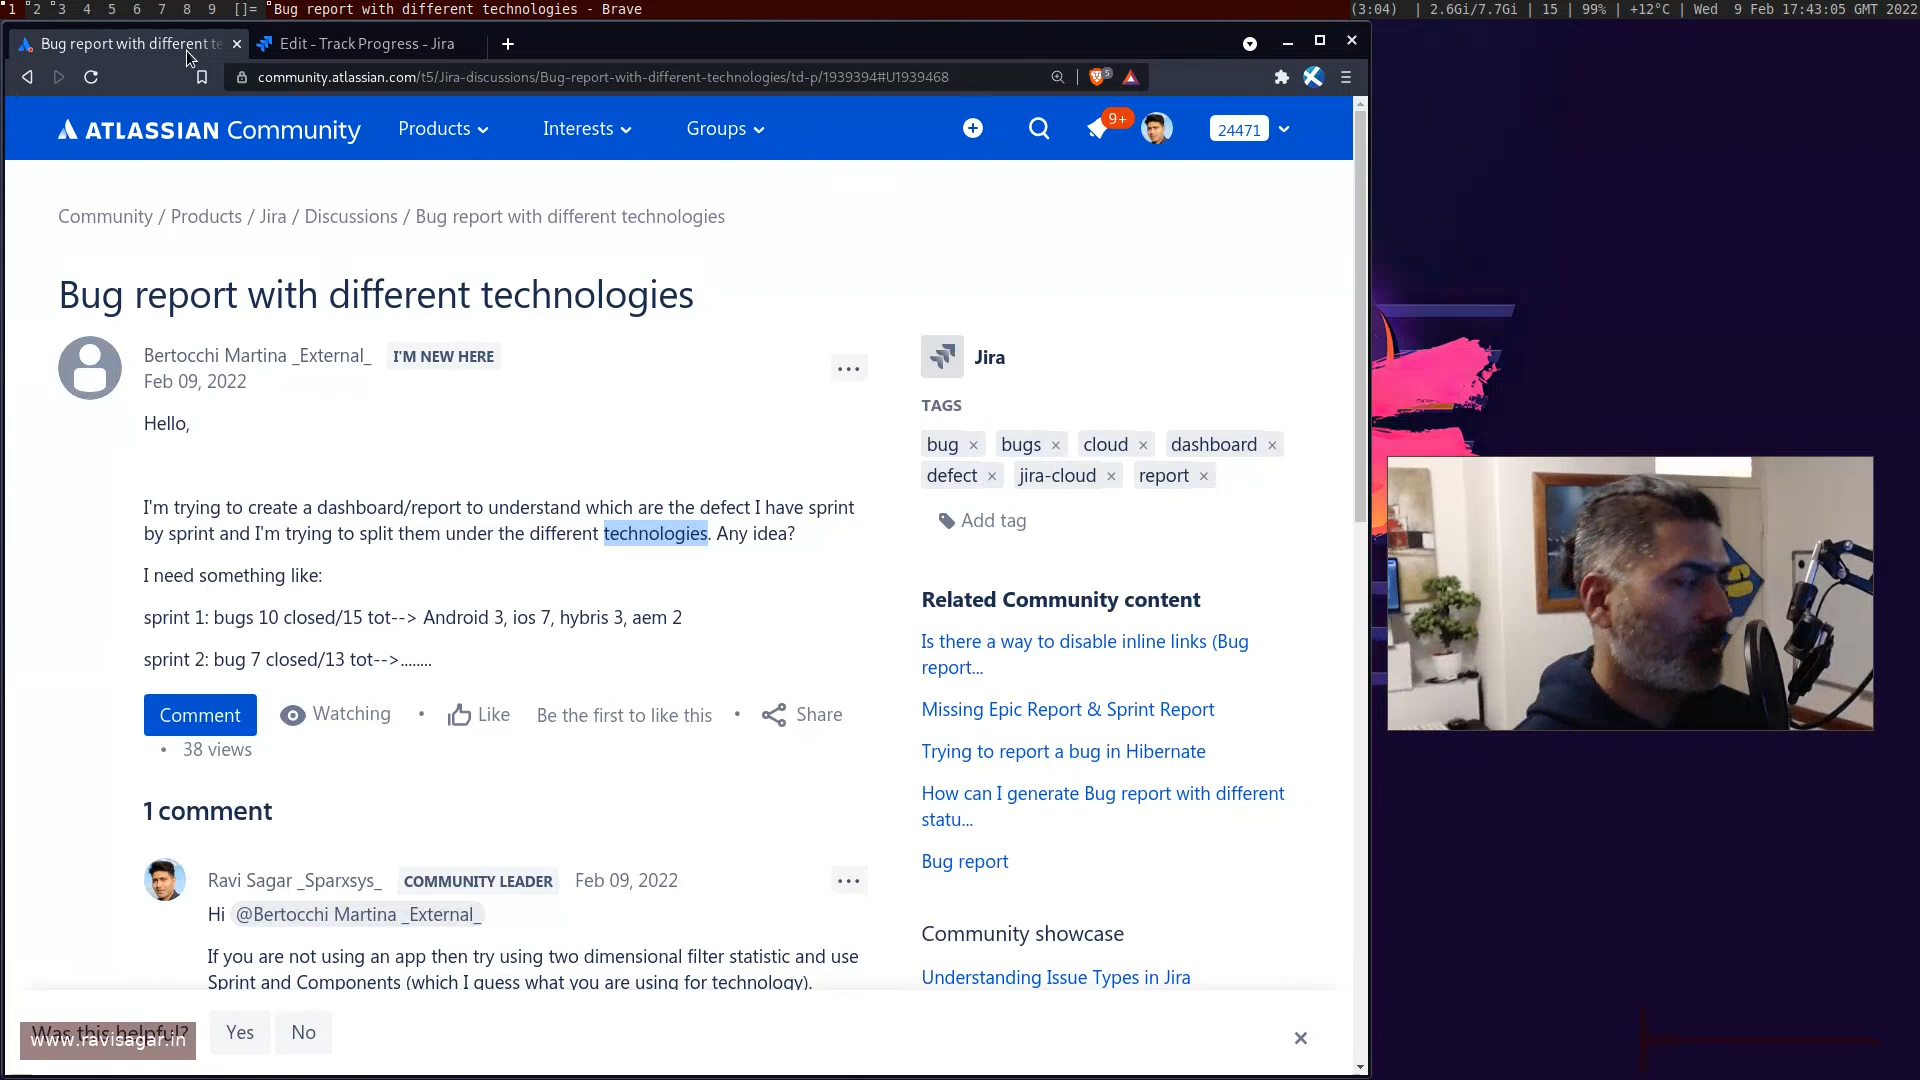 1 2 3 4 5 6 7 8 9 []= Bug report with different technologies - Brave
(3:04) | 2.6Gi/7.7Gi | 15 | 99% | +12°C | Wed 9 Feb 17:43:05 GMT 2022
Bug report with different te
Edit - Track Progress - Jira
community.atlassian.com/t5/Jira-discussions/Bug-report-with-different-technologies/td-p/1939394#U1939468
5
ATLASSIAN Community
Products
Interests
Groups
9+
24471
Community / Products / Jira / Discussions / Bug report with different technologies
Bug report with different technologies
Bertocchi Martina _External_
I'M NEW HERE
Feb 09, 2022
...
Hello,
I'm trying to create a dashboard/report to understand which are the defect I have sprint
by sprint and I'm trying to split them under the different technologies. Any idea?
I need something like:
sprint 1: bugs 10 closed/15 tot--> Android 3, ios 7, hybris 3, aem 2
sprint 2: bug 7 closed/13 tot-->........
Comment
Watching
• Like
Be the first to like this
• Share
• 38 views
1 comment
Ravi Sagar _Sparxsys_
COMMUNITY LEADER
Feb 09, 2022
...
Hi @Bertocchi Martina _External_
If you are not using an app then try using two dimensional filter statistic and use
Sprint and Components (which I guess what you are using for technology).
Jira
TAGS
bug × bugs × cloud × dashboard ×
defect × jira-cloud × report ×
Add tag
Related Community content
Is there a way to disable inline links (Bug
report...
Missing Epic Report & Sprint Report
Trying to report a bug in Hibernate
How can I generate Bug report with different
statu...
Bug report
Community showcase
Understanding Issue Types in Jira
Was this helpful?
Yes
No
www.ravisagar.in